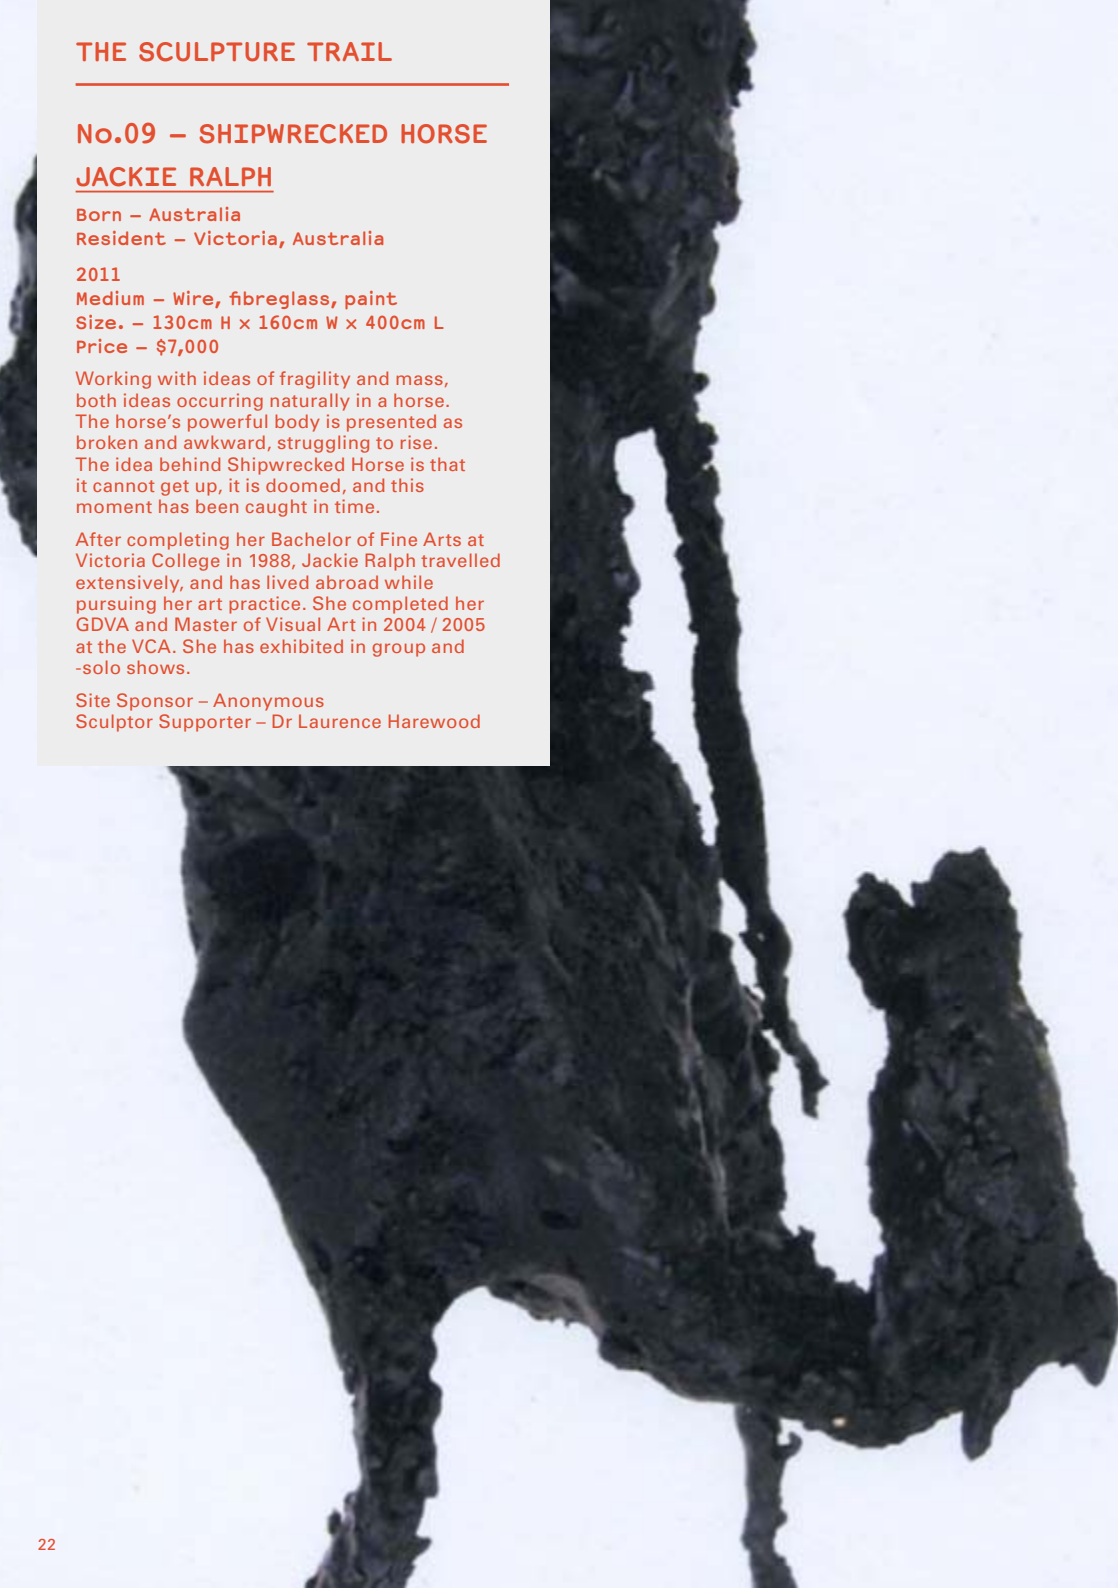 THE SCULPTURE TRAIL
No.09 – SHIPWRECKED HORSE
JACKIE RALPH
Born – Australia
Resident – Victoria, Australia
2011
Medium – Wire, fibreglass, paint
Size. – 130cm H × 160cm W × 400cm L
Price – $7,000
Working with ideas of fragility and mass,
both ideas occurring naturally in a horse.
The horse's powerful body is presented as
broken and awkward, struggling to rise.
The idea behind Shipwrecked Horse is that
it cannot get up, it is doomed, and this
moment has been caught in time.
After completing her Bachelor of Fine Arts at
Victoria College in 1988, Jackie Ralph travelled
extensively, and has lived abroad while
pursuing her art practice. She completed her
GDVA and Master of Visual Art in 2004 / 2005
at the VCA. She has exhibited in group and
-solo shows.
Site Sponsor – Anonymous
Sculptor Supporter – Dr Laurence Harewood
22